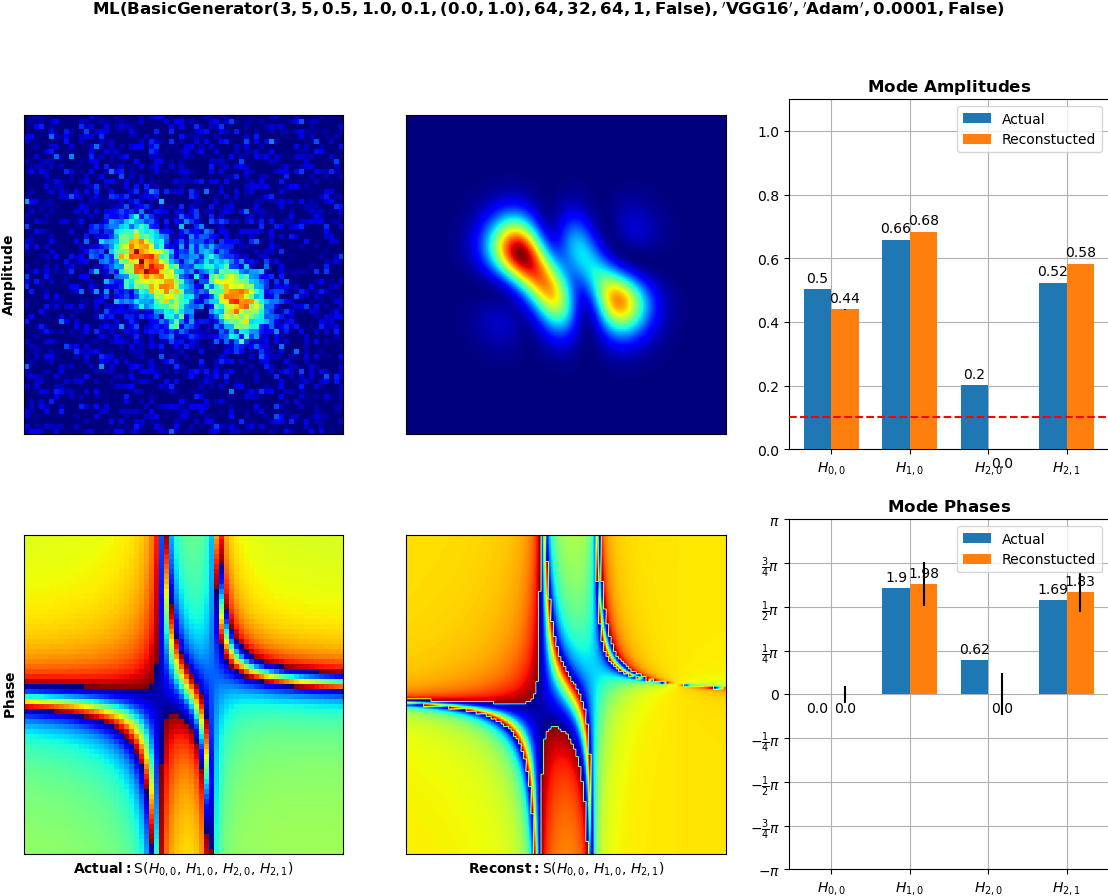 ML(BasicGenerator(3, 5, 0.5, 1.0, 0.1, (0.0, 1.0), 64, 32, 64, 1, False), ′VGG16′, ′Adam′, 0.0001, False)
Amplitude
Mode Amplitudes
Actual
Reconstucted
1.0
0.8
0.6
0.4
0.2
0.0
0.5
0.44
0.66
0.68
0.2
0.0
0.52
0.58
H0,0
H1,0
H2,0
H2,1
Phase
Actual: S(H0,0, H1,0, H2,0, H2,1)
Reconst: S(H0,0, H1,0, H2,1)
Mode Phases
Actual
Reconstucted
π
3/4π
1/2π
1/4π
0
−1/4π
−1/2π
−3/4π
−π
0.0
0.0
1.9
1.98
0.62
0.0
1.69
1.83
H0,0
H1,0
H2,0
H2,1